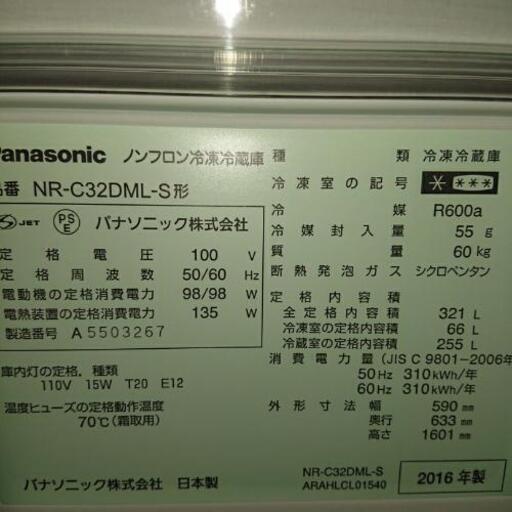 Panasonic ノンフロン冷凍冷蔵庫
品番 NR-C32DML-S形
JET PSE パナソニック株式会社
定格電圧 100 V
定格周波数 50/60 Hz
電動機の定格消費電力 98/98 W
電熱装置の定格消費電力 135 W
製造番号 A 5503267
庫内灯の定格，種類
110V 15W T20 E12
温度ヒューズの定格動作温度
70℃(霜取用)
パナソニック株式会社 日本製
種類 冷凍冷蔵庫
冷凍室の記号 * ***
冷媒 R600a
冷媒封入量 55 g
質量 60 kg
断熱発泡ガス シクロペンタン
定格内容積
全定格内容積 321 L
冷凍室の定格内容積 66 L
冷蔵室の定格内容積 255 L
消費電力量(JIS C 9801-2006年
50Hz 310kWh/年
60Hz 310kWh/年
外形寸法 幅 590 mm
奥行 633 mm
高さ 1601 mm
NR-C32DML-S
ARAHLCL01540
2016年製